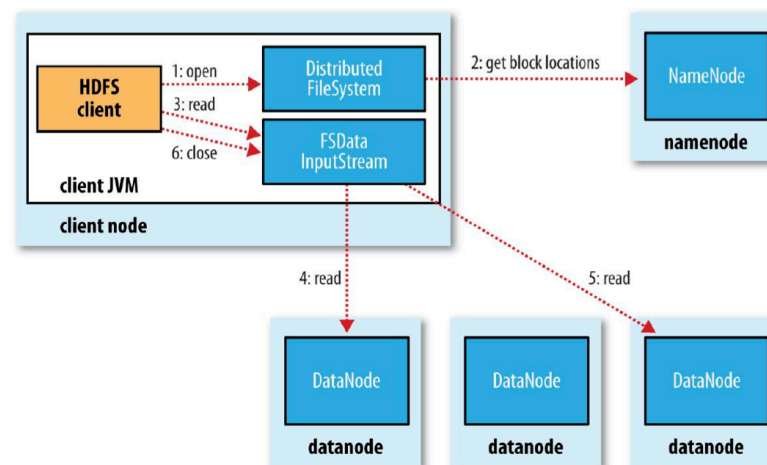 HDFS
client
1: open
3: read
6: close
Distributed
FileSystem
FSData
InputStream
client JVM
client node
2: get block locations
NameNode
namenode
4: read
5: read
DataNode
datanode
DataNode
datanode
DataNode
datanode